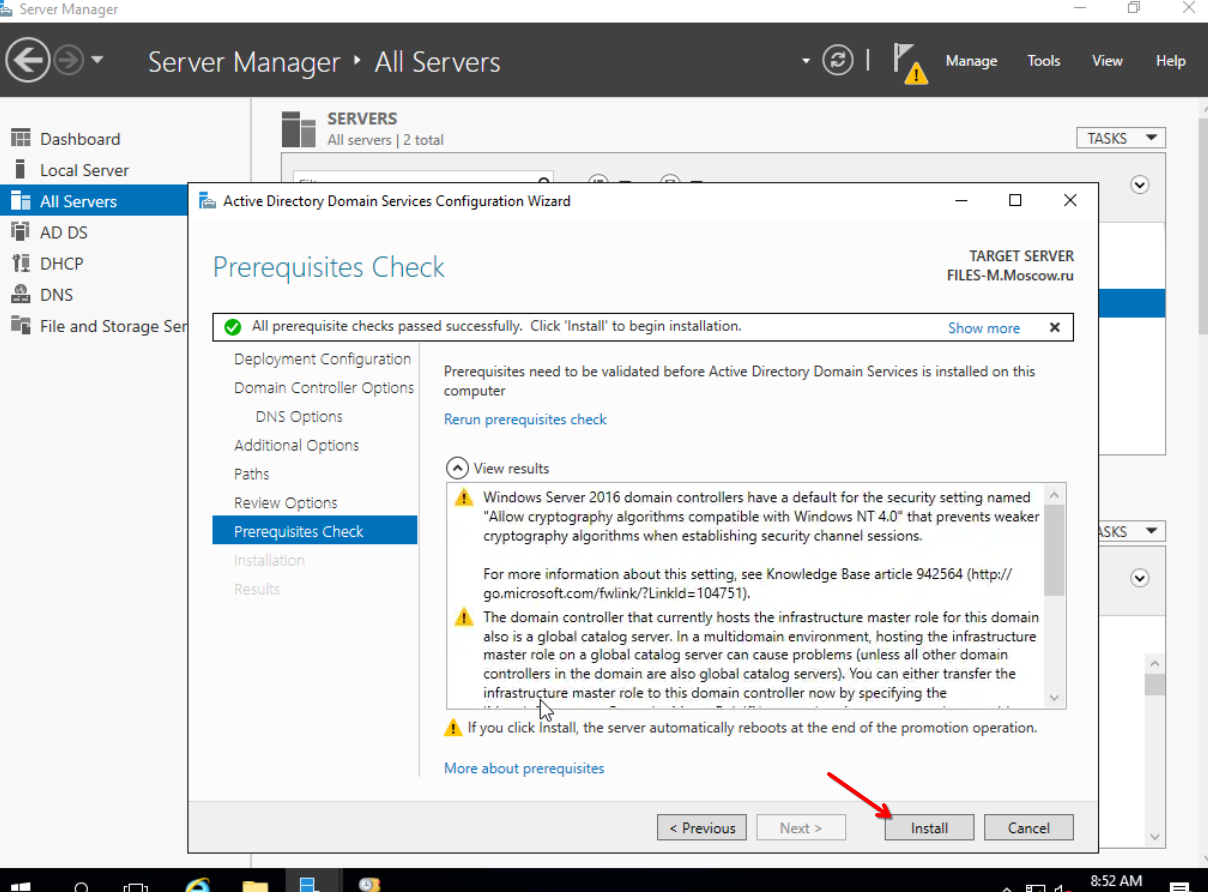 Server Manager
Server Manager ‣ All Servers
Manage Tools View Help
Dashboard
Local Server
All Servers
AD DS
DHCP
DNS
File and Storage Ser
SERVERS
All servers | 2 total
TASKS
Active Directory Domain Services Configuration Wizard
Prerequisites Check
TARGET SERVER
FILES-M.Moscow.ru
All prerequisite checks passed successfully. Click 'Install' to begin installation.
Show more
Deployment Configuration
Domain Controller Options
DNS Options
Additional Options
Paths
Review Options
Prerequisites Check
Installation
Results
Prerequisites need to be validated before Active Directory Domain Services is installed on this
computer
Rerun prerequisites check
View results
Windows Server 2016 domain controllers have a default for the security setting named
"Allow cryptography algorithms compatible with Windows NT 4.0" that prevents weaker
cryptography algorithms when establishing security channel sessions.
For more information about this setting, see Knowledge Base article 942564 (http://
go.microsoft.com/fwlink/?LinkId=104751).
The domain controller that currently hosts the infrastructure master role for this domain
also is a global catalog server. In a multidomain environment, hosting the infrastructure
master role on a global catalog server can cause problems (unless all other domain
controllers in the domain are also global catalog servers). You can either transfer the
infrastructure master role to this domain controller now by specifying the
If you click Install, the server automatically reboots at the end of the promotion operation.
More about prerequisites
< Previous
Next >
Install
Cancel
ASKS
8:52 AM